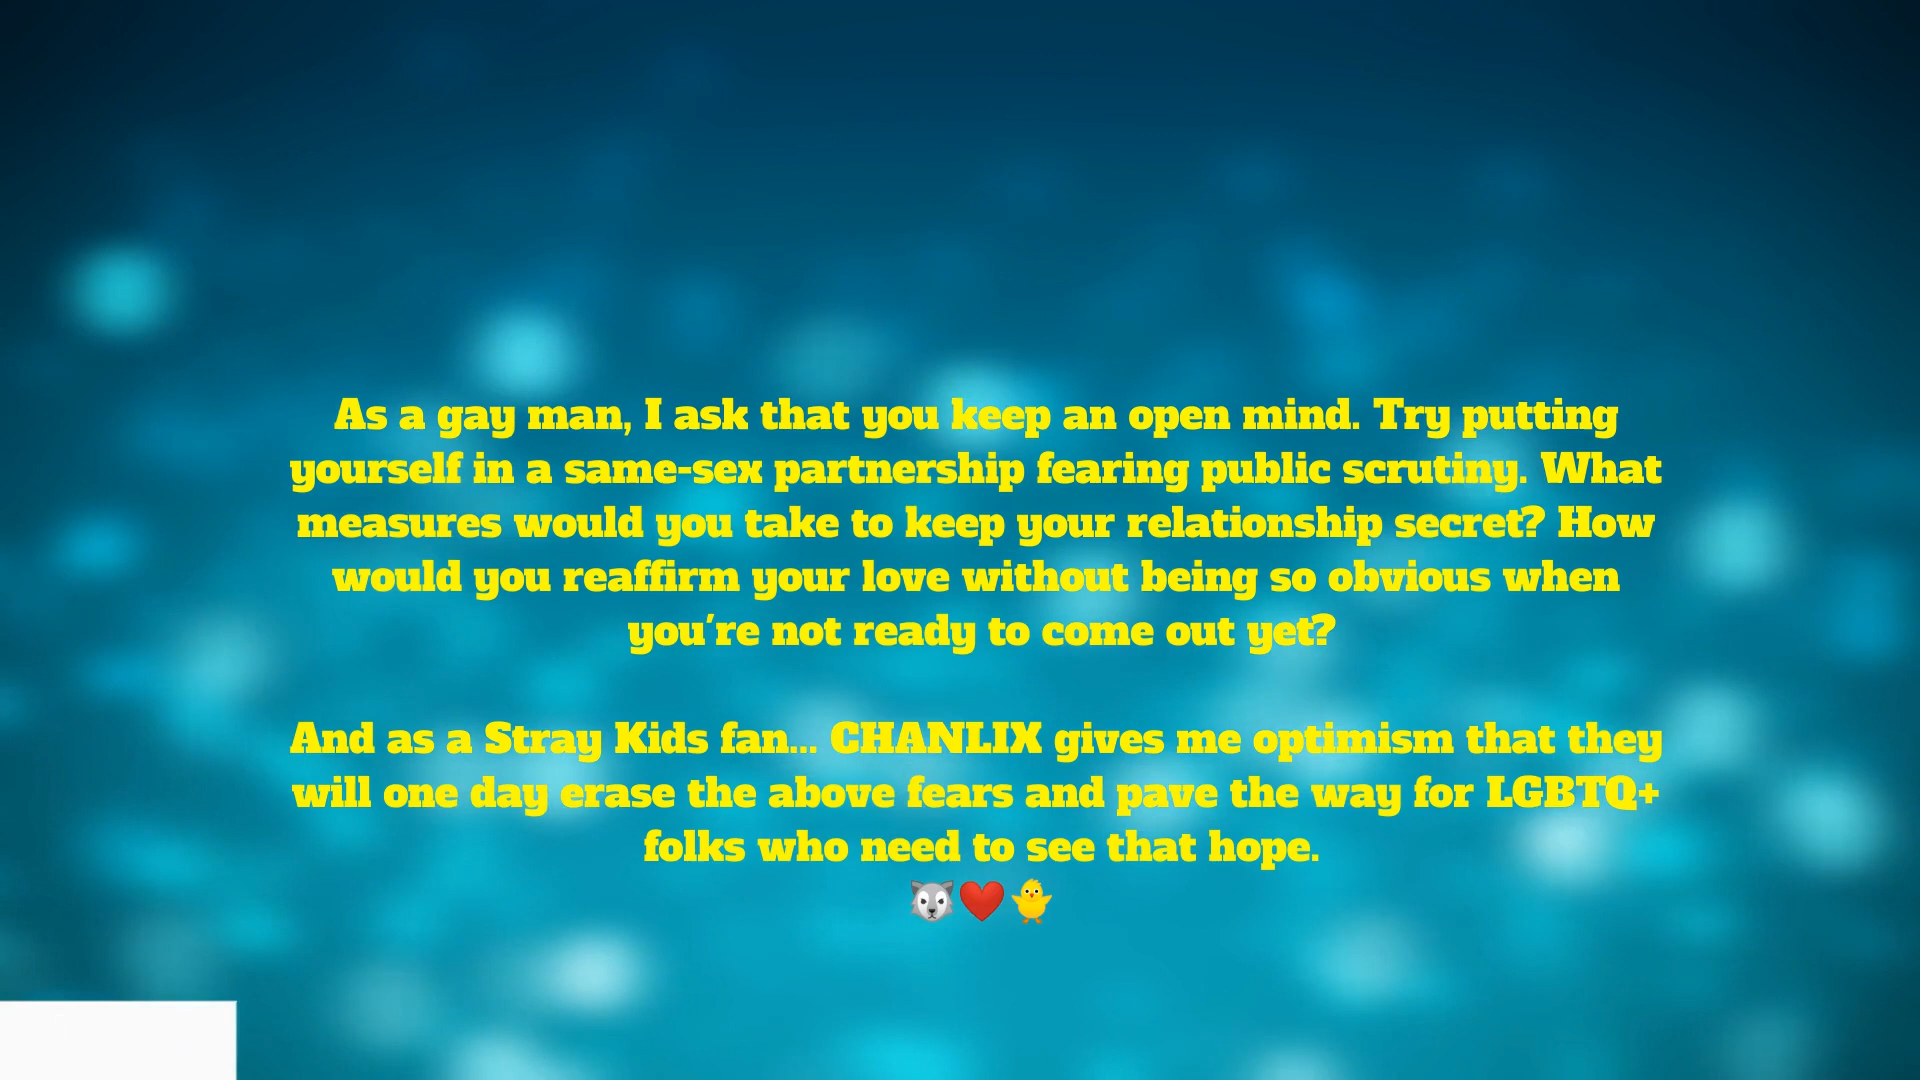 As a gay man, I ask that you keep an open mind. Try putting
yourself in a same-sex partnership fearing public scrutiny. What
measures would you take to keep your relationship secret? How
would you reaffirm your love without being so obvious when
you're not ready to come out yet?
And as a Stray Kids fan... CHANLIX gives me optimism that they
will one day erase the above fears and pave the way for LGBTQ+
folks who need to see that hope.
🐺❤️🐥